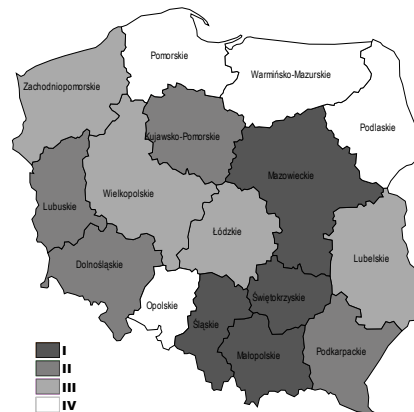 Pomorskie
Warmińsko-Mazurskie
Zachodniopomorskie
Podlaskie
Kujawsko-Pomorskie
Mazowieckie
Wielkopolskie
Lubuskie
Łódzkie
Lubelskie
Dolnośląskie
Opolskie
Świętokrzyskie
Śląskie
Małopolskie
Podkarpackie
I
II
III
IV